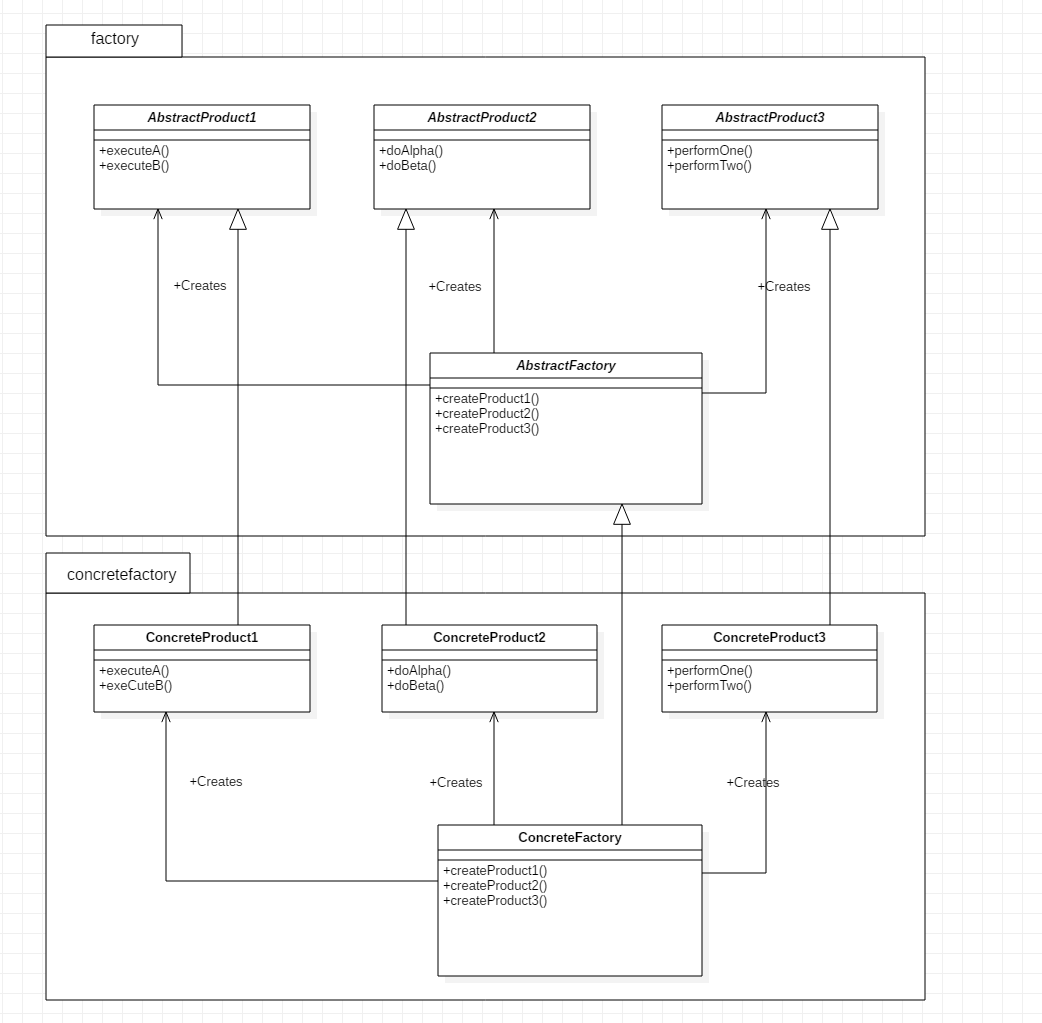 factory
AbstractProduct1
+executeA()
+executeB()
AbstractProduct2
+doAlpha()
+doBeta()
AbstractProduct3
+performOne()
+performTwo()
+Creates
+Creates
+Creates
AbstractFactory
+createProduct1()
+createProduct2()
+createProduct3()
concretefactory
ConcreteProduct1
+executeA()
+exeCuteB()
ConcreteProduct2
+doAlpha()
+doBeta()
ConcreteProduct3
+performOne()
+performTwo()
+Creates
+Creates
+Creates
ConcreteFactory
+createProduct1()
+createProduct2()
+createProduct3()